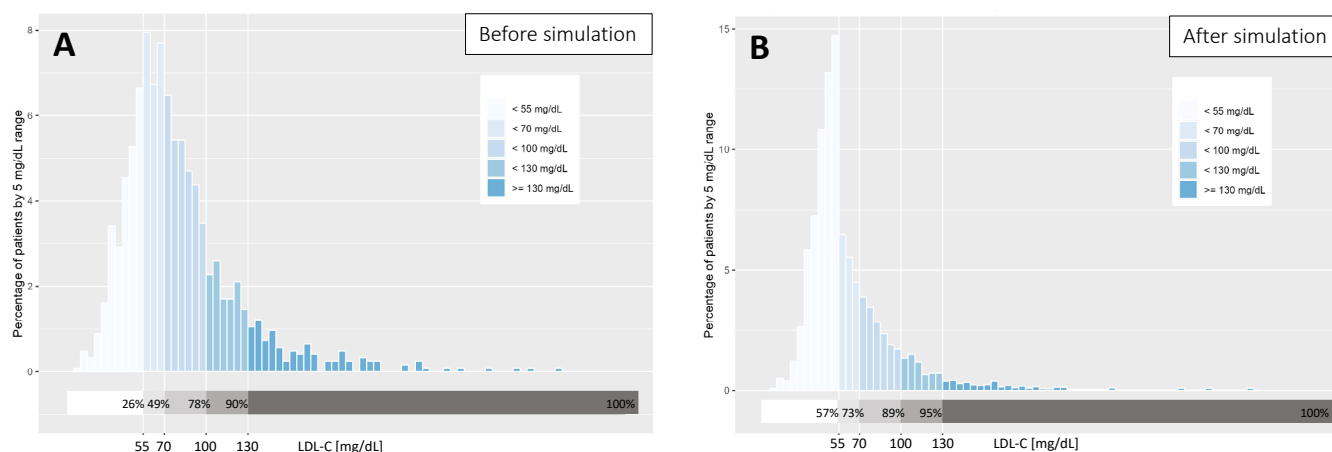 A
Before simulation
Percentage of patients by 5 mg/dL range
8
6
4
2
0
< 55 mg/dL
< 70 mg/dL
< 100 mg/dL
< 130 mg/dL
>= 130 mg/dL
26% 49% 78% 90% 100%
55 70 100 130 LDL-C [mg/dL]
B
After simulation
Percentage of patients by 5 mg/dL range
15
10
5
0
< 55 mg/dL
< 70 mg/dL
< 100 mg/dL
< 130 mg/dL
>= 130 mg/dL
57% 73% 89% 95% 100%
55 70 100 130 LDL-C [mg/dL]